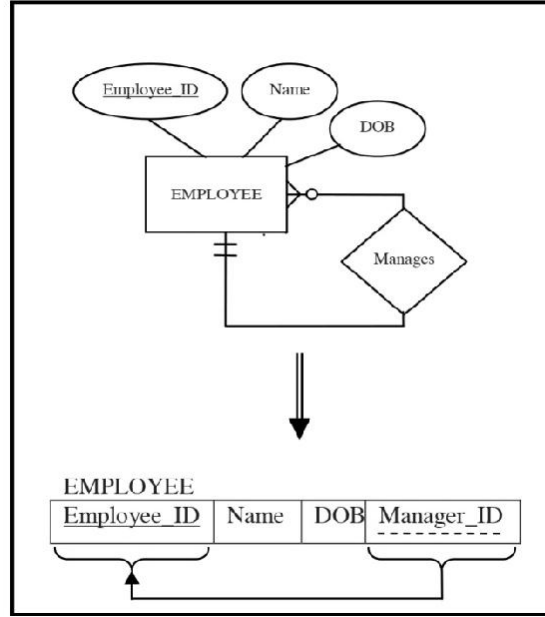 Employee_ID
Name
DOB
EMPLOYEE
Manages
EMPLOYEE
Employee_ID Name DOB Manager_ID